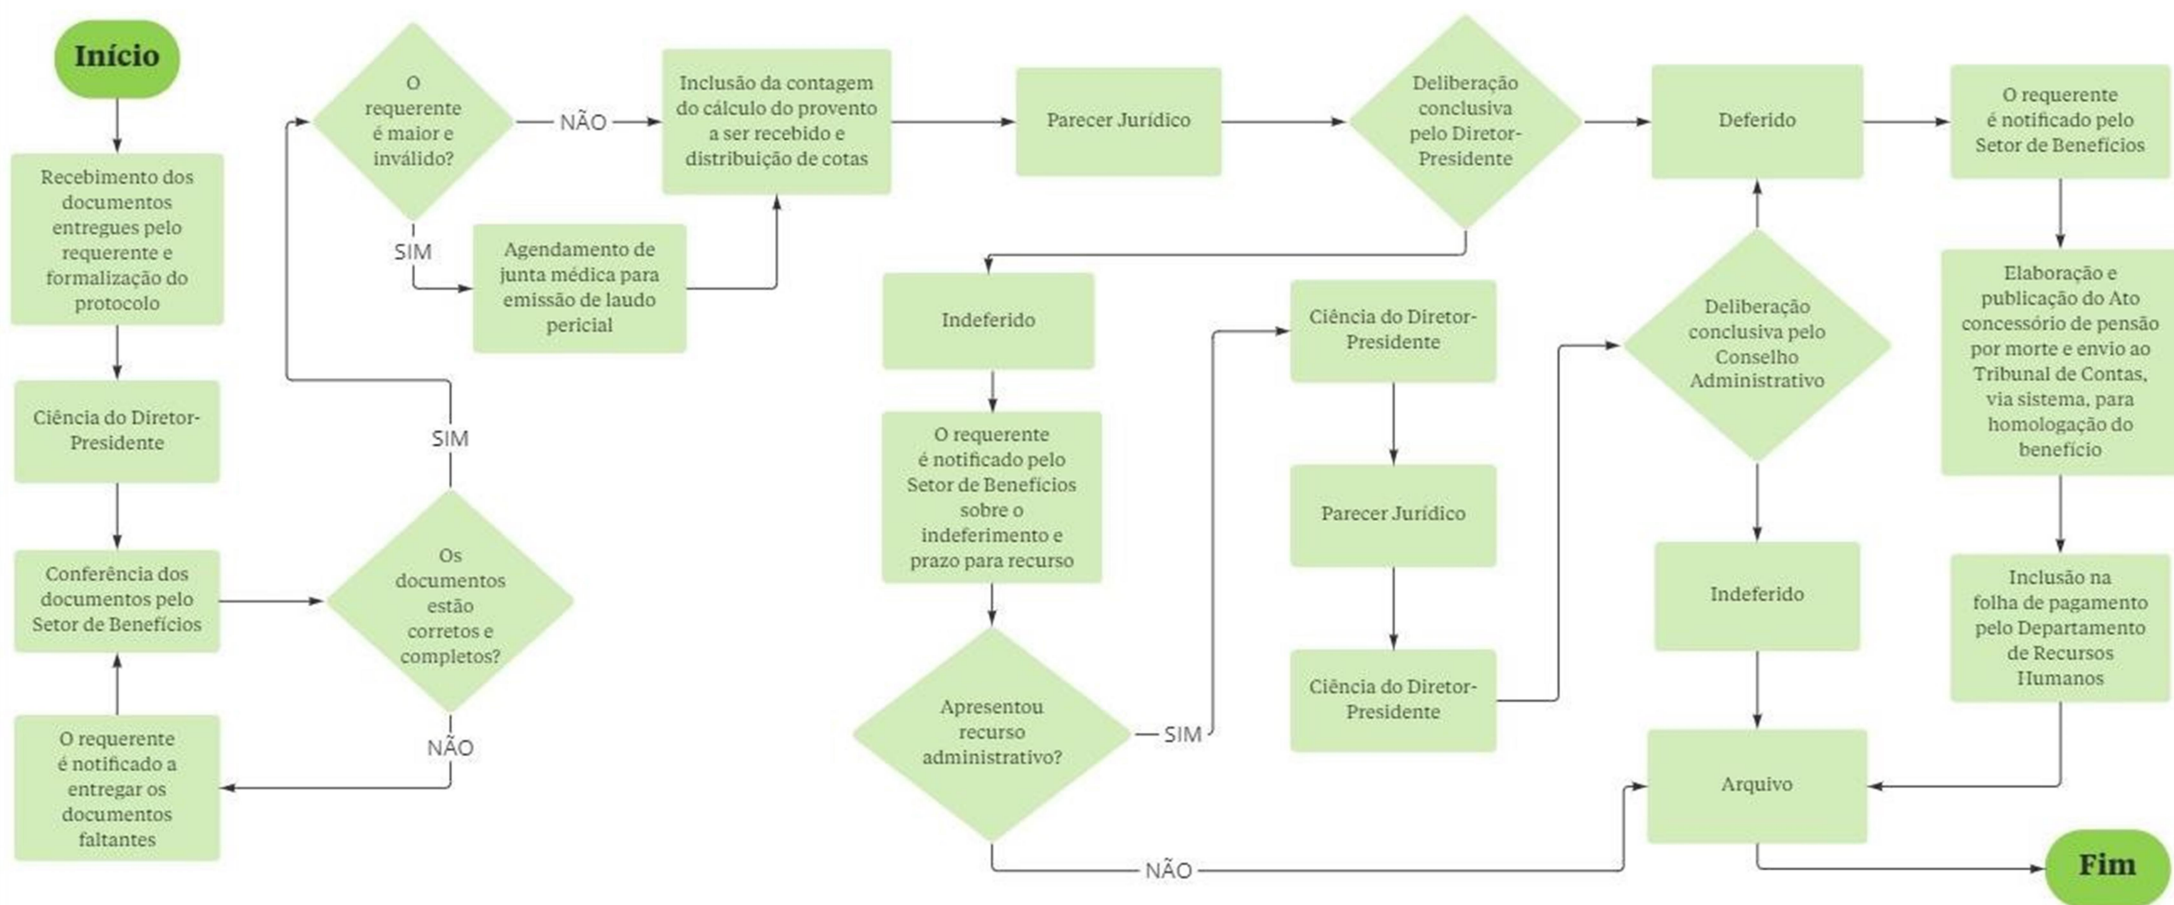 Início
Recebimento dos
documentos
entregues pelo
requerente e
formalização do
protocolo
Ciência do Diretor-
Presidente
Conferência dos
documentos pelo
Setor de Benefícios
O requerente
é notificado a
entregar os
documentos
faltantes
Os
documentos
estão
corretos e
completos?
NÃO
SIM
O
requerente
é maior e
inválido?
NÃO
SIM
Agendamento de
junta médica para
emissão de laudo
pericial
Inclusão da contagem
do cálculo do provento
a ser recebido e
distribuição de cotas
Parecer Jurídico
Deliberação
conclusiva
pelo Diretor-
Presidente
Indeferido
O requerente
é notificado pelo
Setor de Benefícios
sobre o
indeferimento e
prazo para recurso
Apresentou
recurso
administrativo?
SIM
NÃO
Ciência do Diretor-
Presidente
Parecer Jurídico
Ciência do Diretor-
Presidente
Deliberação
conclusiva pelo
Conselho
Administrativo
Deferido
Indeferido
O requerente
é notificado pelo
Setor de Benefícios
Elaboração e
publicação do Ato
concessório de pensão
por morte e envio ao
Tribunal de Contas,
via sistema, para
homologação do
benefício
Inclusão na
folha de pagamento
pelo Departamento
de Recursos
Humanos
Arquivo
Fim